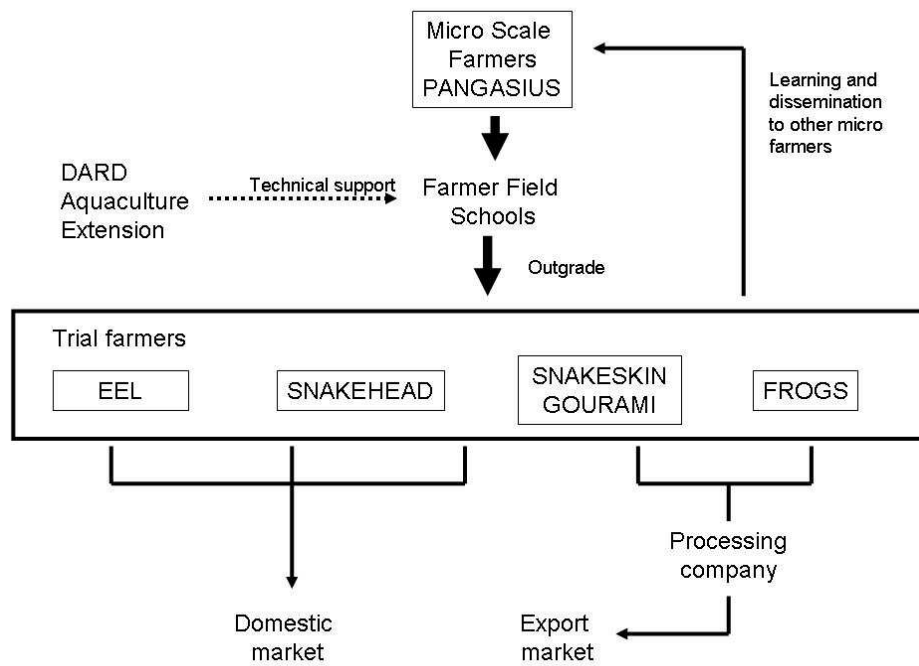 Micro Scale
Farmers
PANGASIUS
Learning and
dissemination
to other micro
farmers
DARD
Aquaculture
Extension
Technical support
Farmer Field
Schools
Outgrade
Trial farmers
EEL
SNAKEHEAD
SNAKESKIN
GOURAMI
FROGS
Processing
company
Domestic
market
Export
market